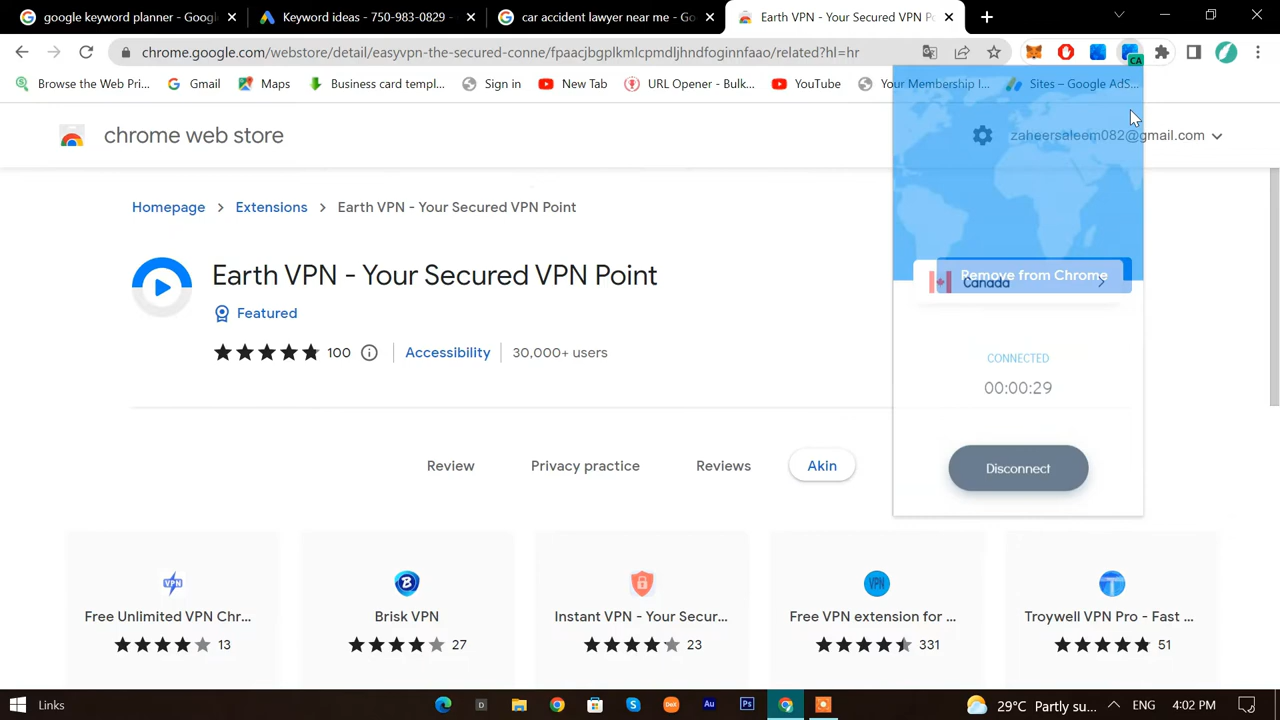 google keyword planner - Googl
Keyword ideas - 750-983-0829 -
car accident lawyer near me - Go
Earth VPN - Your Secured VPN Po
chrome.google.com/webstore/detail/easyvpn-the-secured-conne/fpaacjbgplkmlcpmdljhndfoginnfaao/related?hl=hr
CA
Browse the Web Pri...
Gmail
Maps
Business card templ...
Sign in
New Tab
URL Opener - Bulk...
YouTube
Your Membership I...
Sites – Google AdS...
chrome web store
zaheersaleem082@gmail.com
Homepage
Extensions
Earth VPN - Your Secured VPN Point
Earth VPN - Your Secured VPN Point
Remove from Chrome
Canada
Featured
100
Accessibility
30,000+ users
CONNECTED
00:00:29
Disconnect
Review
Privacy practice
Reviews
Akin
VPN
B
VPN
T
Free Unlimited VPN Chr...
Brisk VPN
Instant VPN - Your Secur...
Free VPN extension for ...
Troywell VPN Pro - Fast ...
13
27
23
331
51
Links
Au
Ps
29°C Partly su...
ENG
4:02 PM